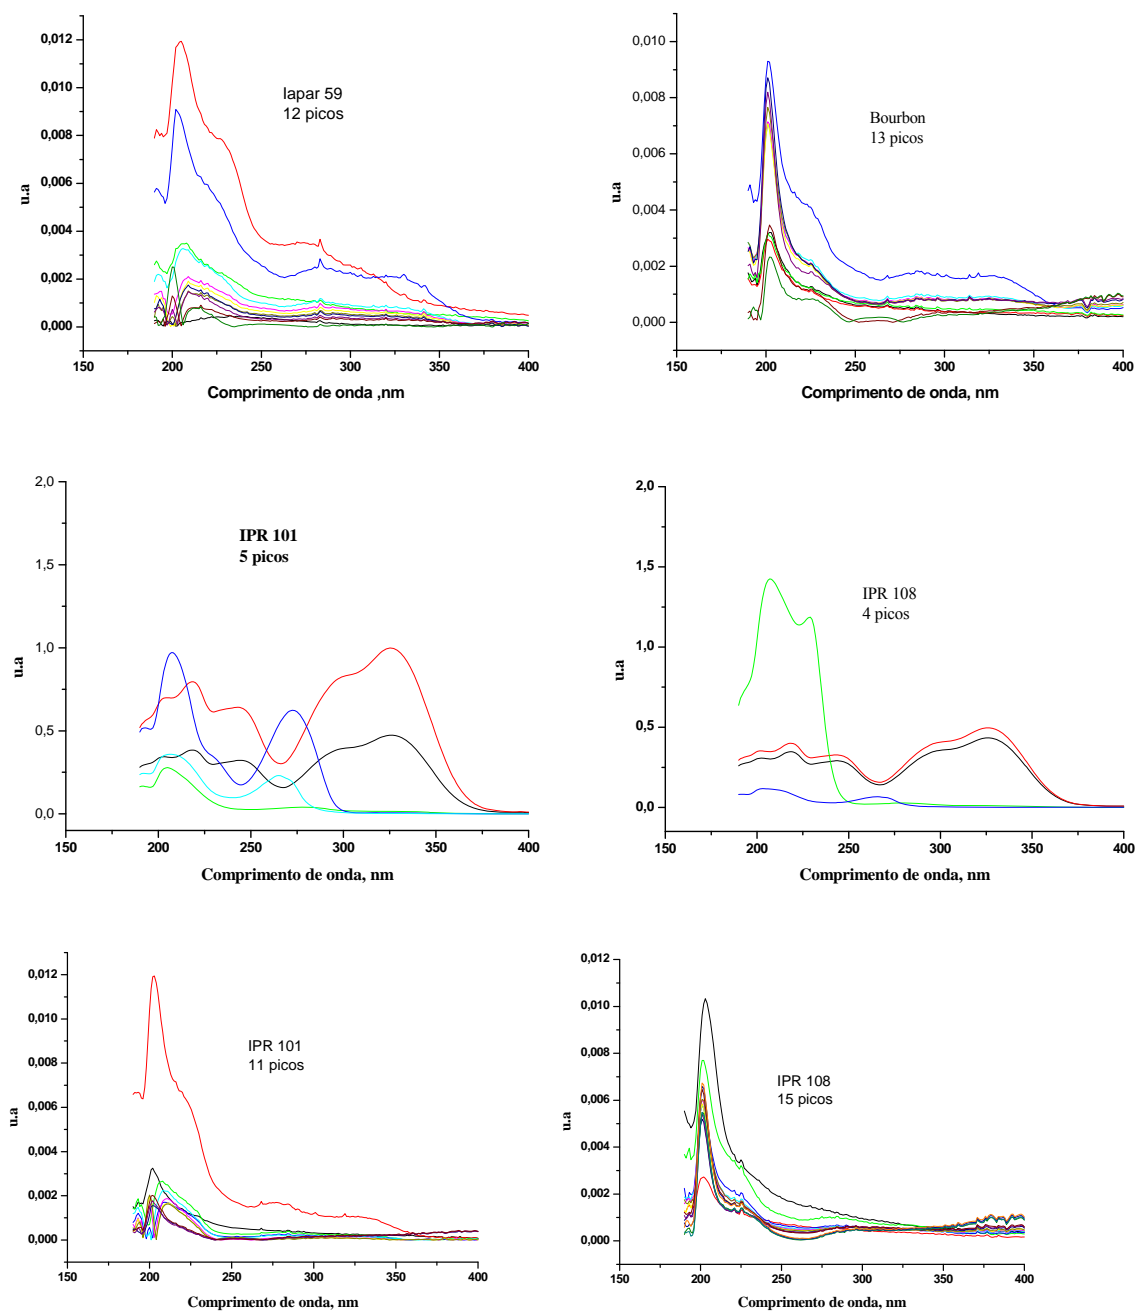 0,012
0,010
0,008
0,006
0,004
0,002
0,000
u.a
Iapar 59
12 picos
150 200 250 300 350 400
Comprimento de onda ,nm
0,010
0,008
0,006
0,004
0,002
0,000
u.a
Bourbon
13 picos
150 200 250 300 350 400
Comprimento de onda, nm
2,0
1,5
1,0
0,5
0,0
u.a
IPR 101
5 picos
150 200 250 300 350 400
Comprimento de onda, nm
2,0
1,5
1,0
0,5
0,0
u.a
IPR 108
4 picos
150 200 250 300 350 400
Comprimento de onda, nm
0,012
0,010
0,008
0,006
0,004
0,002
0,000
u.a
IPR 101
11 picos
150 200 250 300 350 400
Comprimento de onda, nm
0,012
0,010
0,008
0,006
0,004
0,002
0,000
u.a
IPR 108
15 picos
150 200 250 300 350 400
Comprimento de onda, nm